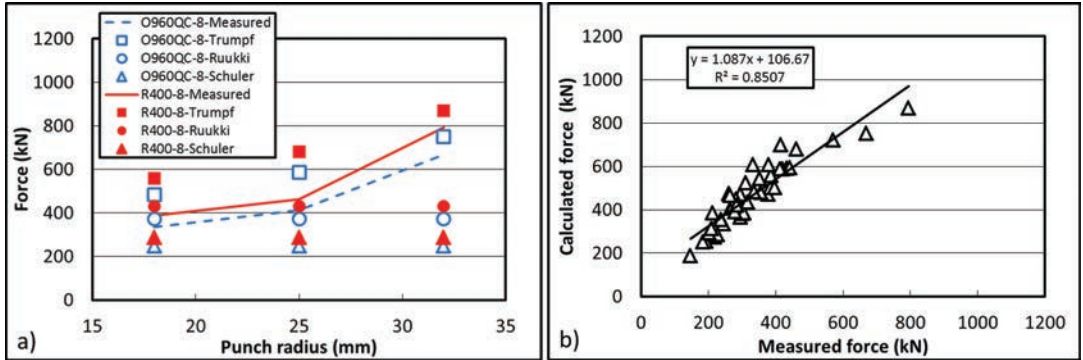 O960QC-8-Measured
O960QC-8-Trumpf
O960QC-8-Ruukki
O960QC-8-Schuler
R400-8-Measured
R400-8-Trumpf
R400-8-Ruukki
R400-8-Schuler
1200
1000
800
600
400
200
0
Force (kN)
15 20 25 30 35
Punch radius (mm)
a)
y = 1.087x + 106.67
R² = 0.8507
1200
1000
800
600
400
200
0
Calculated force (kN)
0 200 400 600 800 1000 1200
Measured force (kN)
b)